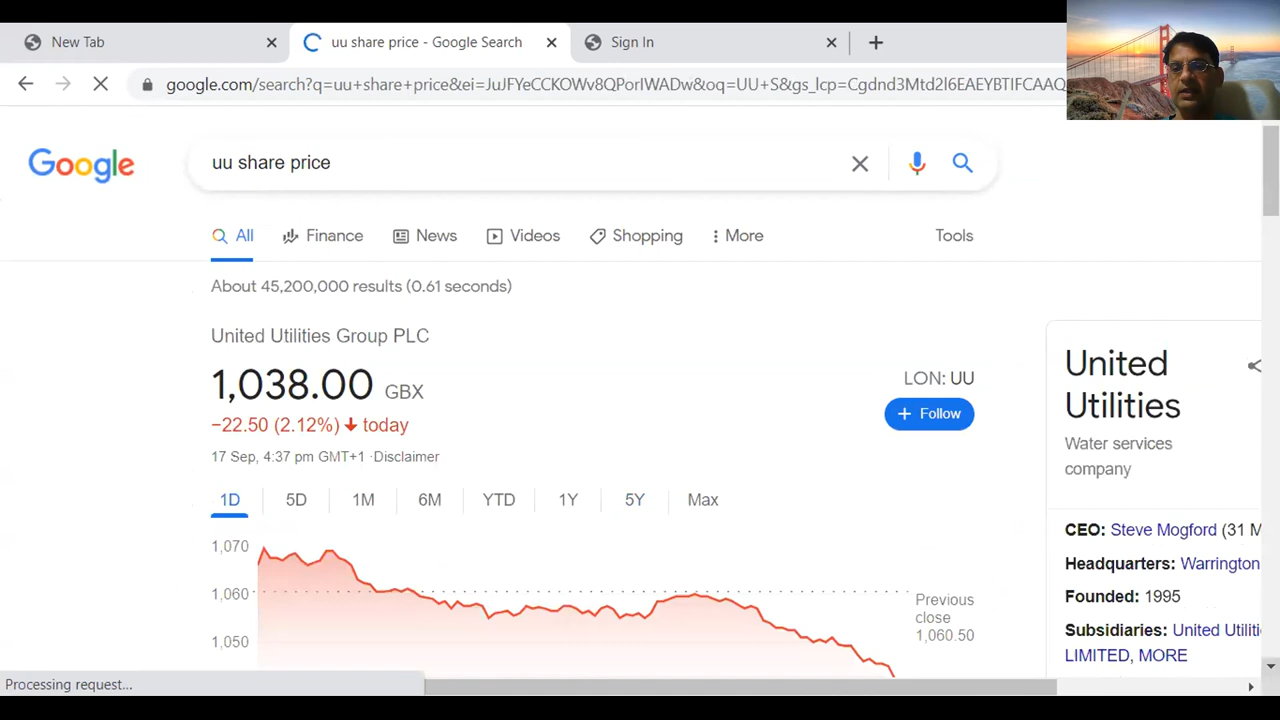 New Tab
uu share price - Google Search
Sign In
google.com/search?q=uu+share+price&ei=JuJFYeCCKOWv8QPorIWADw&oq=UU+S&gs_lcp=Cgdnd3Mtd2l6EAEYBTIFCAAQ
Google
uu share price
All
Finance
News
Videos
Shopping
More
Tools
About 45,200,000 results (0.61 seconds)
United Utilities Group PLC
1,038.00 GBX
LON: UU
−22.50 (2.12%) today
+ Follow
17 Sep, 4:37 pm GMT+1 · Disclaimer
1D
5D
1M
6M
YTD
1Y
5Y
Max
1,070
1,060
1,050
Previous
close
1,060.50
United
Utilities
Water services
company
CEO: Steve Mogford (31 M
Headquarters: Warrington
Founded: 1995
Subsidiaries: United Utiliti
LIMITED, MORE
Processing request...